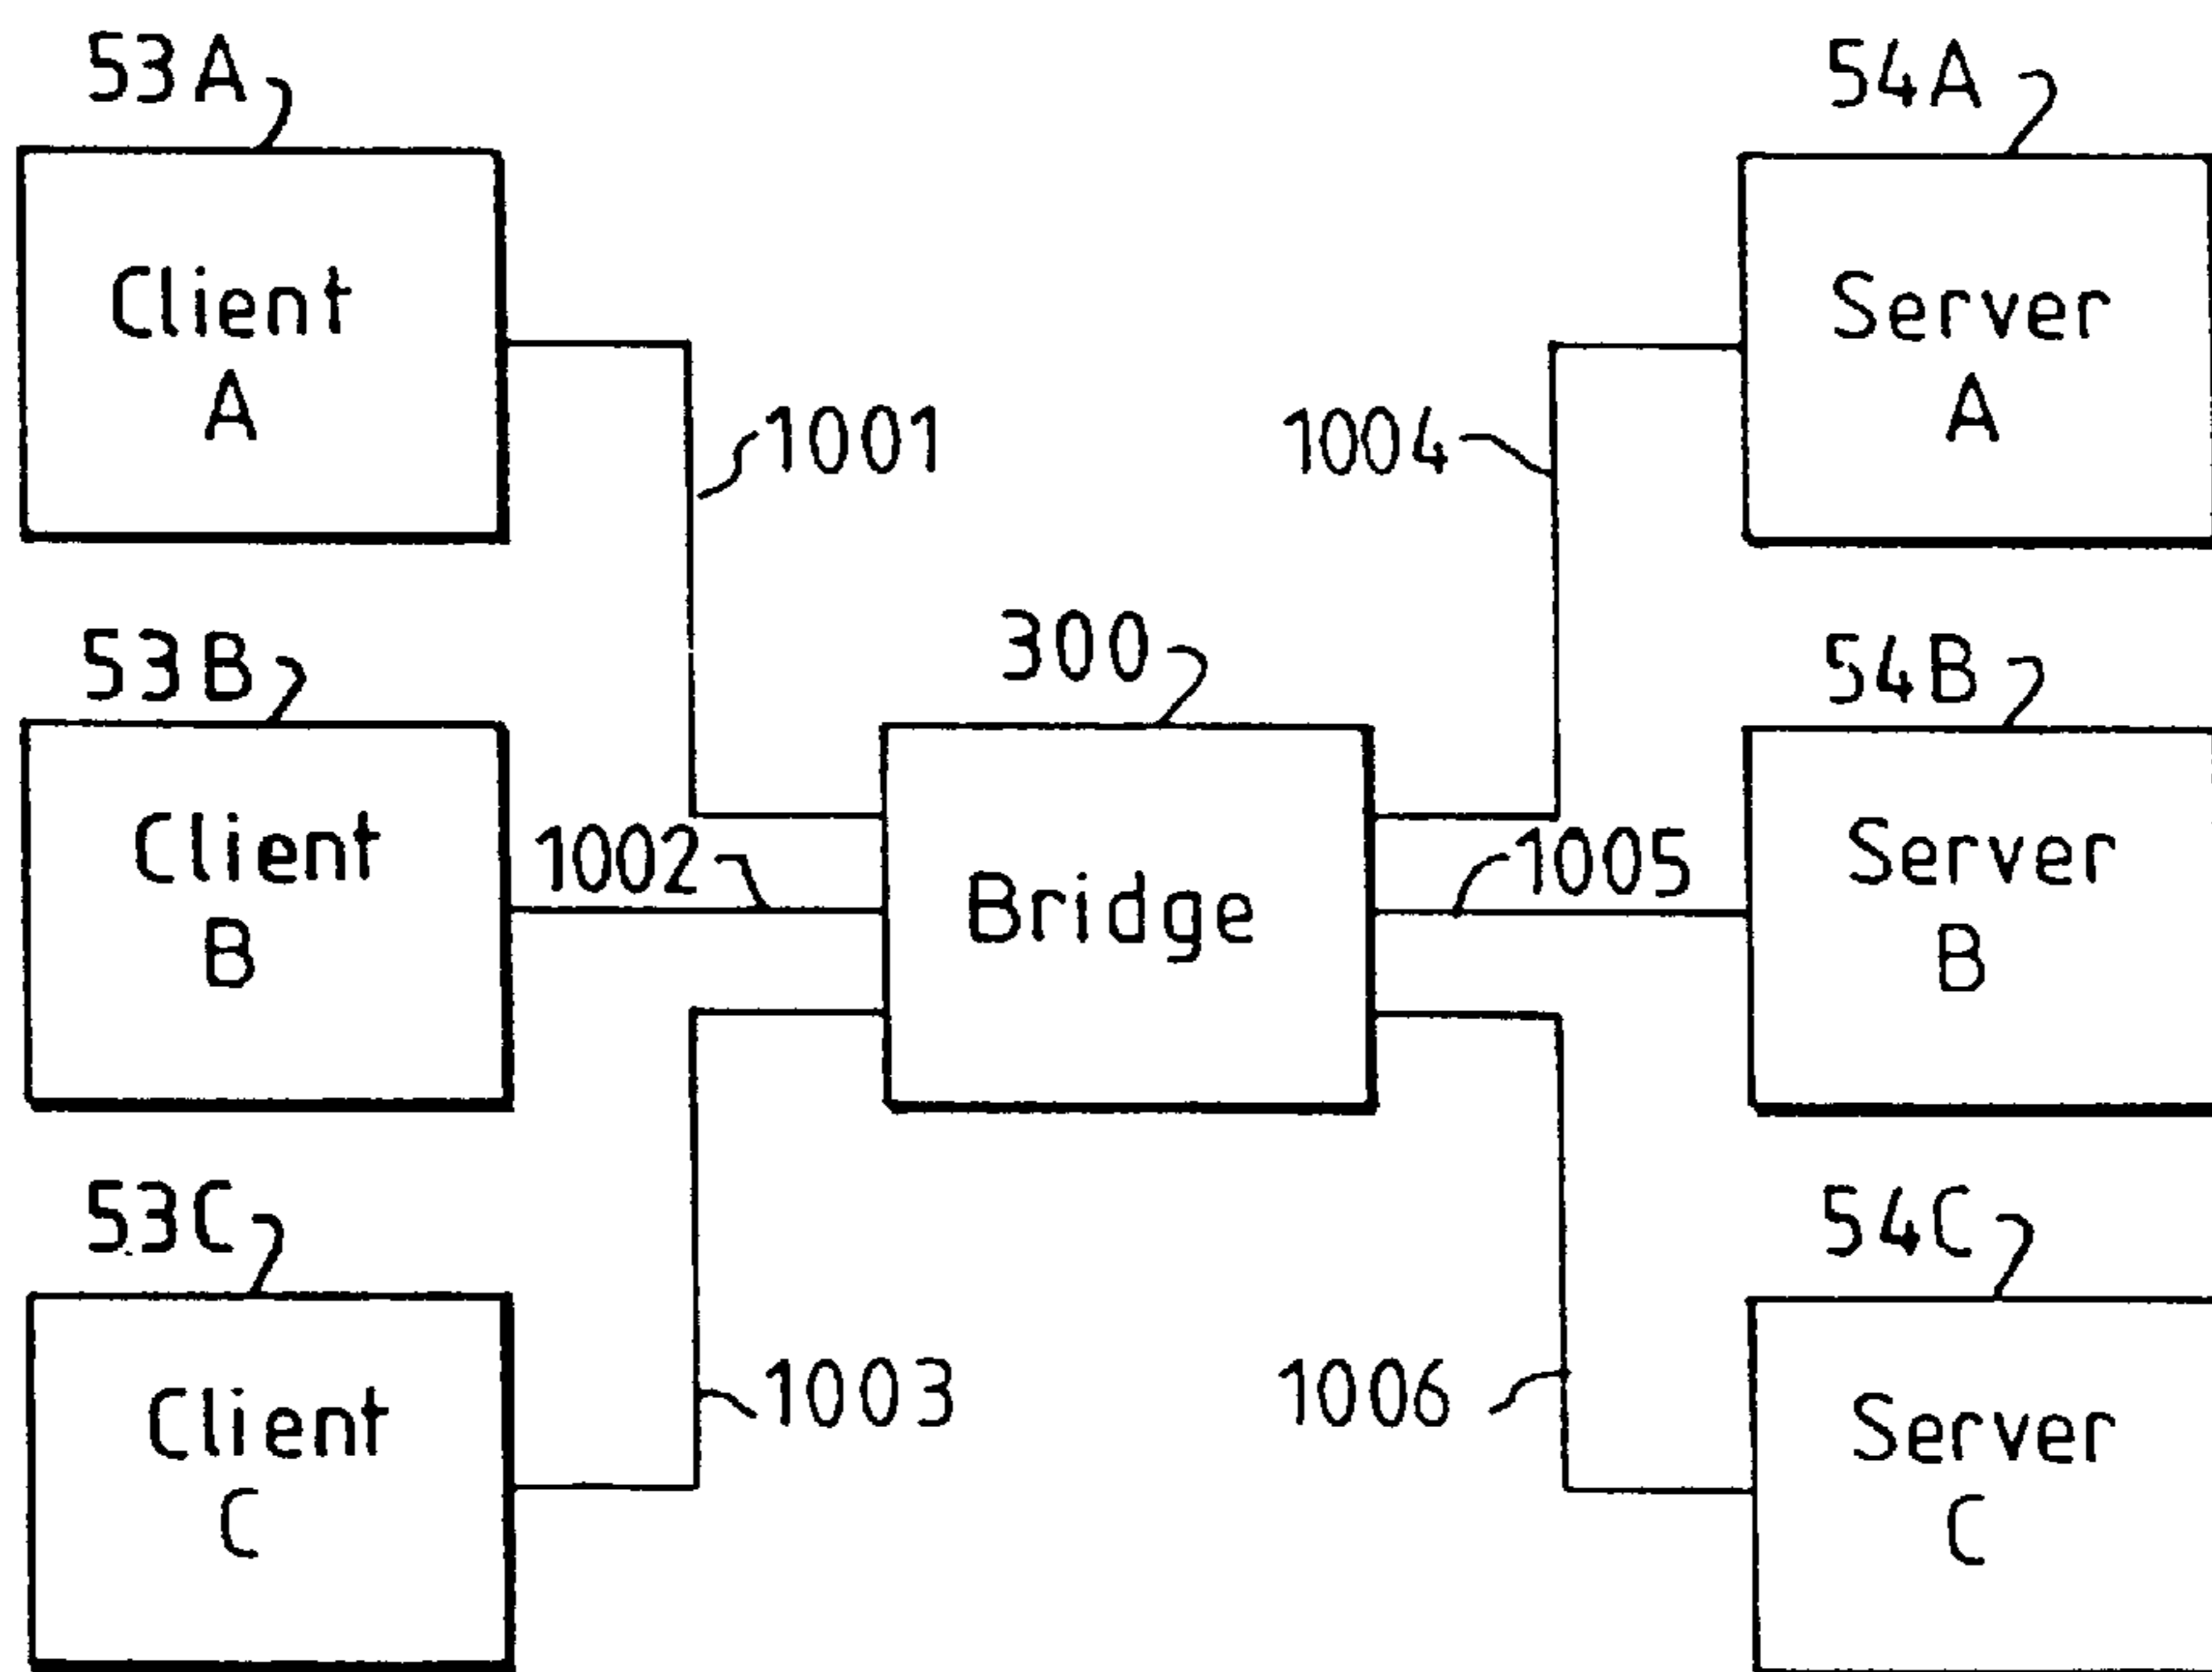 53A
54A
Client
A
Server
A
1001
1004
53B
300
54B
Client
B
1002
Bridge
1005
Server
B
53C
54C
Client
C
1003
1006
Server
C